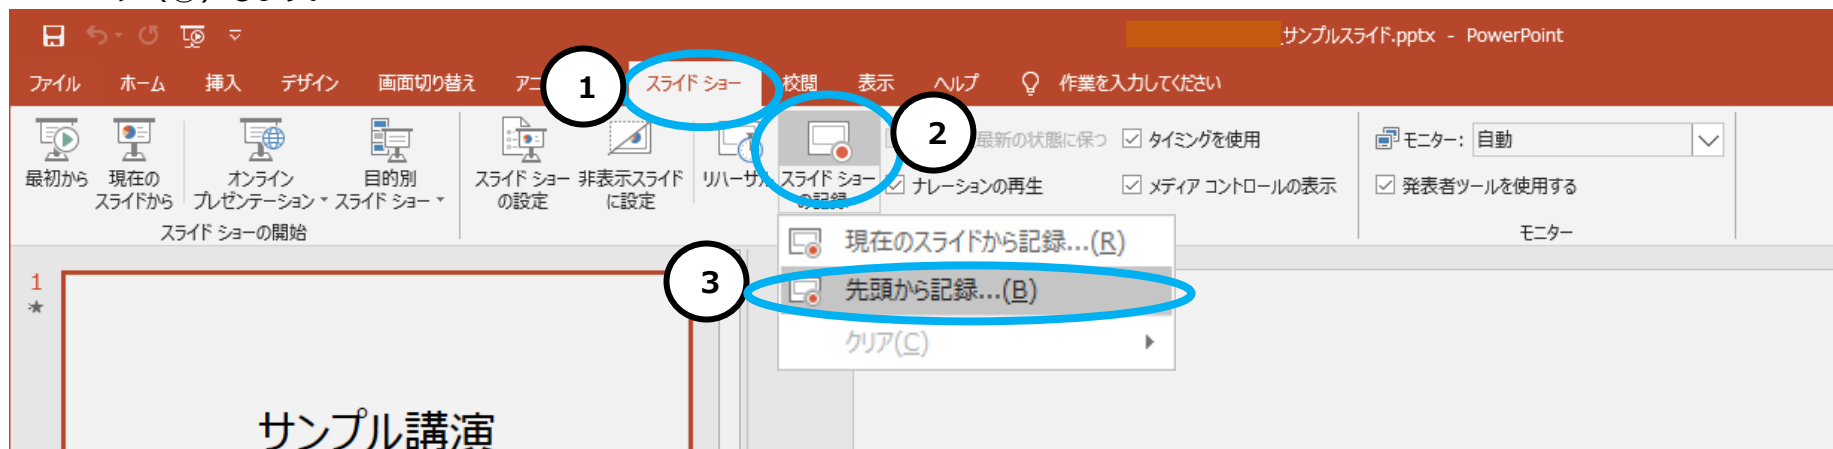 サンプルスライド.pptx - PowerPoint
ファイル ホーム 挿入 デザイン 画面切り替え アニ 1 スライド ショー 校閲 表示 ヘルプ 作業を入力してください
最初から
現在の
スライドから
オンライン
プレゼンテーション
目的別
スライド ショー
スライド ショーの開始
スライド ショー
の設定
非表示スライド
に設定
リハーサル
スライド ショー
の記録
2
最新の状態に保つ
タイミングを使用
ナレーションの再生
メディア コントロールの表示
モニター: 自動
発表者ツールを使用する
モニター
現在のスライドから記録...(R)
3
先頭から記録...(B)
クリア(C)
1
サンプル講演